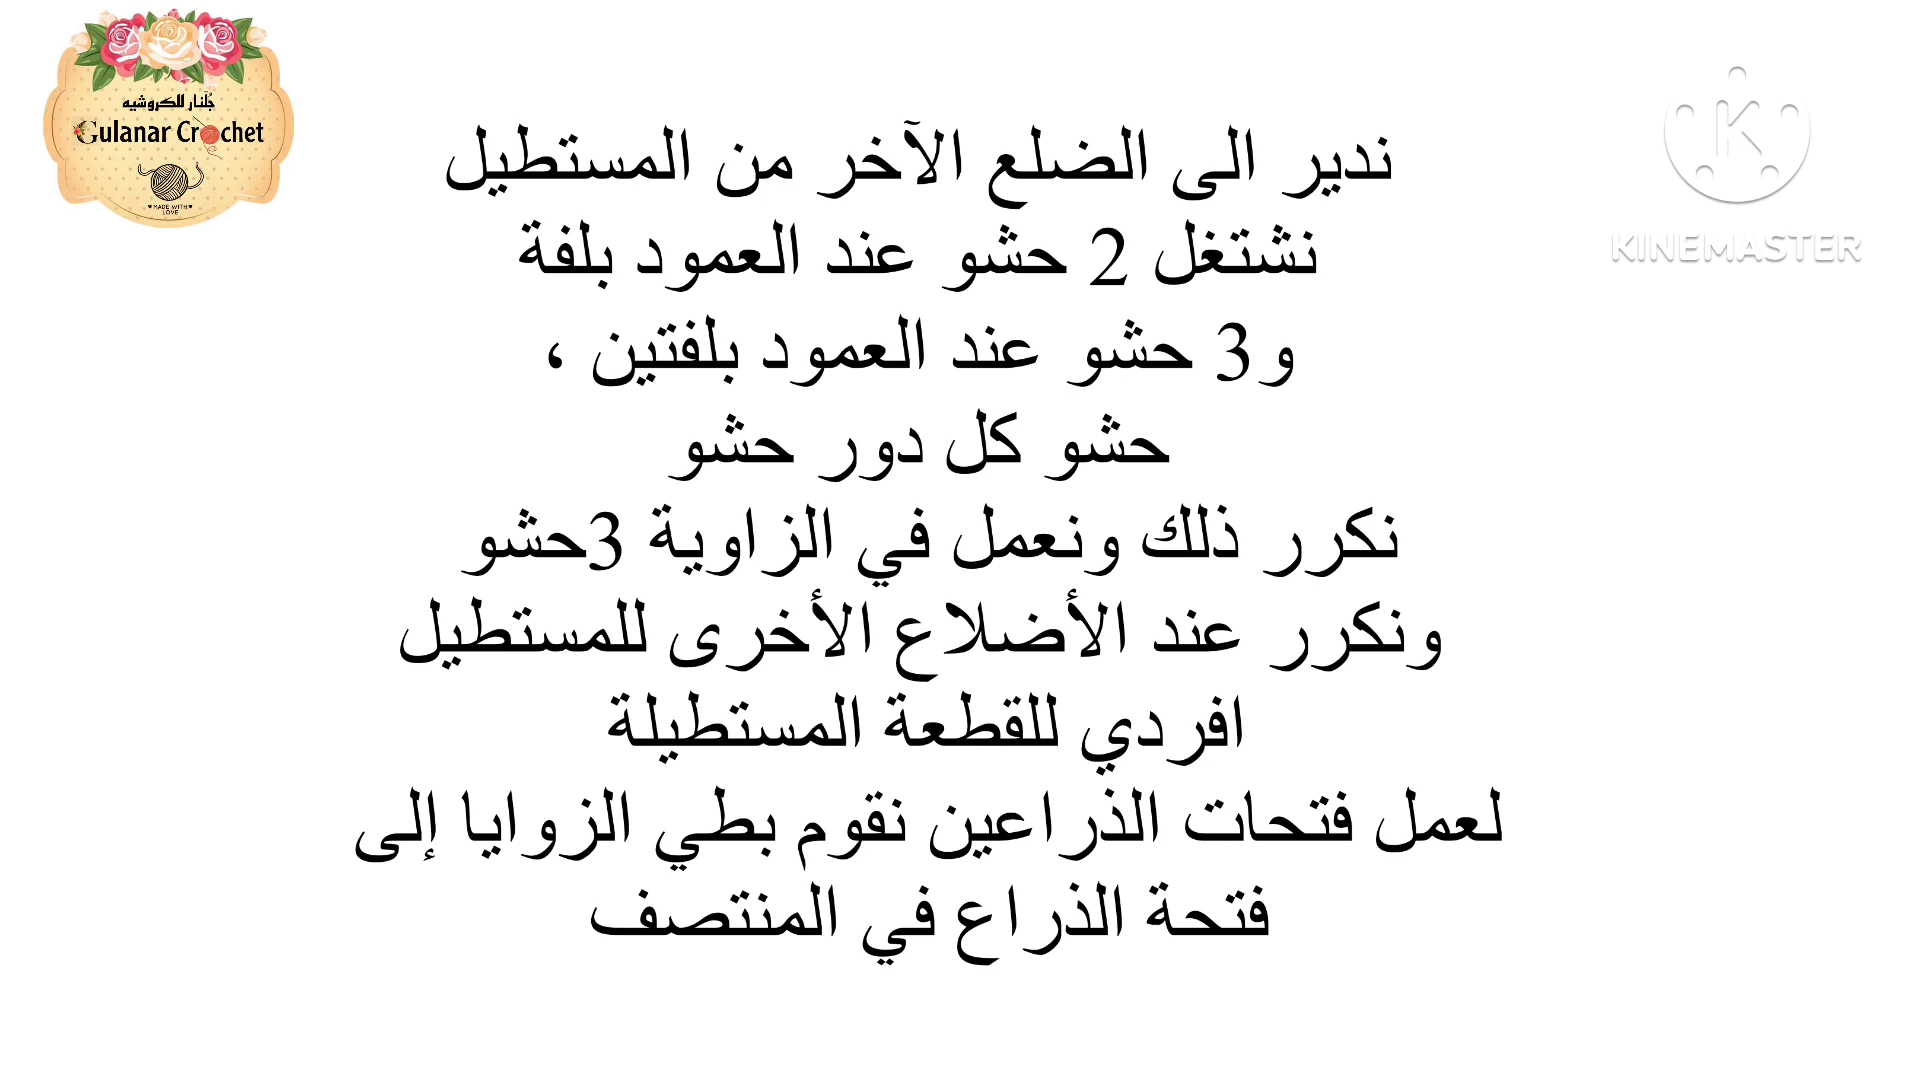 جُلَنار للكروشيه
Gulanar Crochet
MADE WITH
LOVE
KINEMASTER
ندير الى الضلع الآخر من المستطيل
نشتغل 2 حشو عند العمود بلفة
و3 حشو عند العمود بلفتين ،
حشو كل دور حشو
نكرر ذلك ونعمل في الزاوية 3حشو
ونكرر عند الأضلاع الأخرى للمستطيل
افردي للقطعة المستطيلة
لعمل فتحات الذراعين نقوم بطي الزوايا إلى
فتحة الذراع في المنتصف